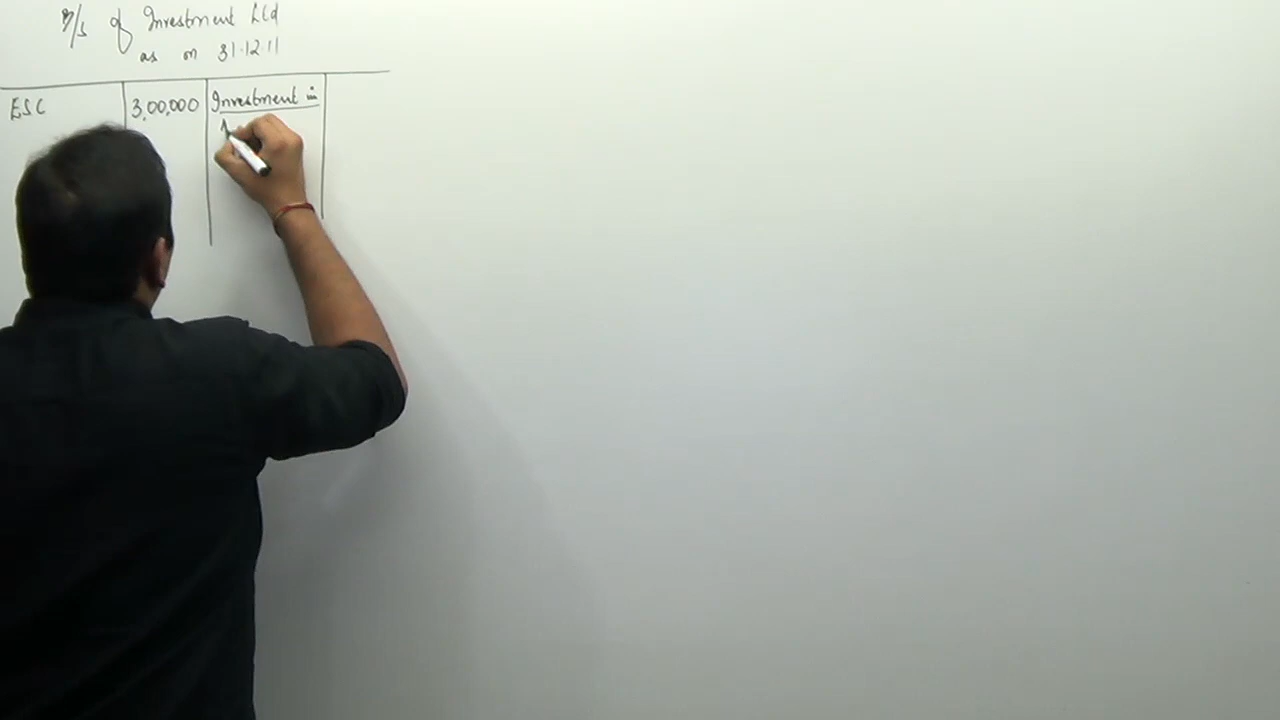 B/S of Investment Ltd
as on 31.12.11
ESC 3,00,000 Investment in